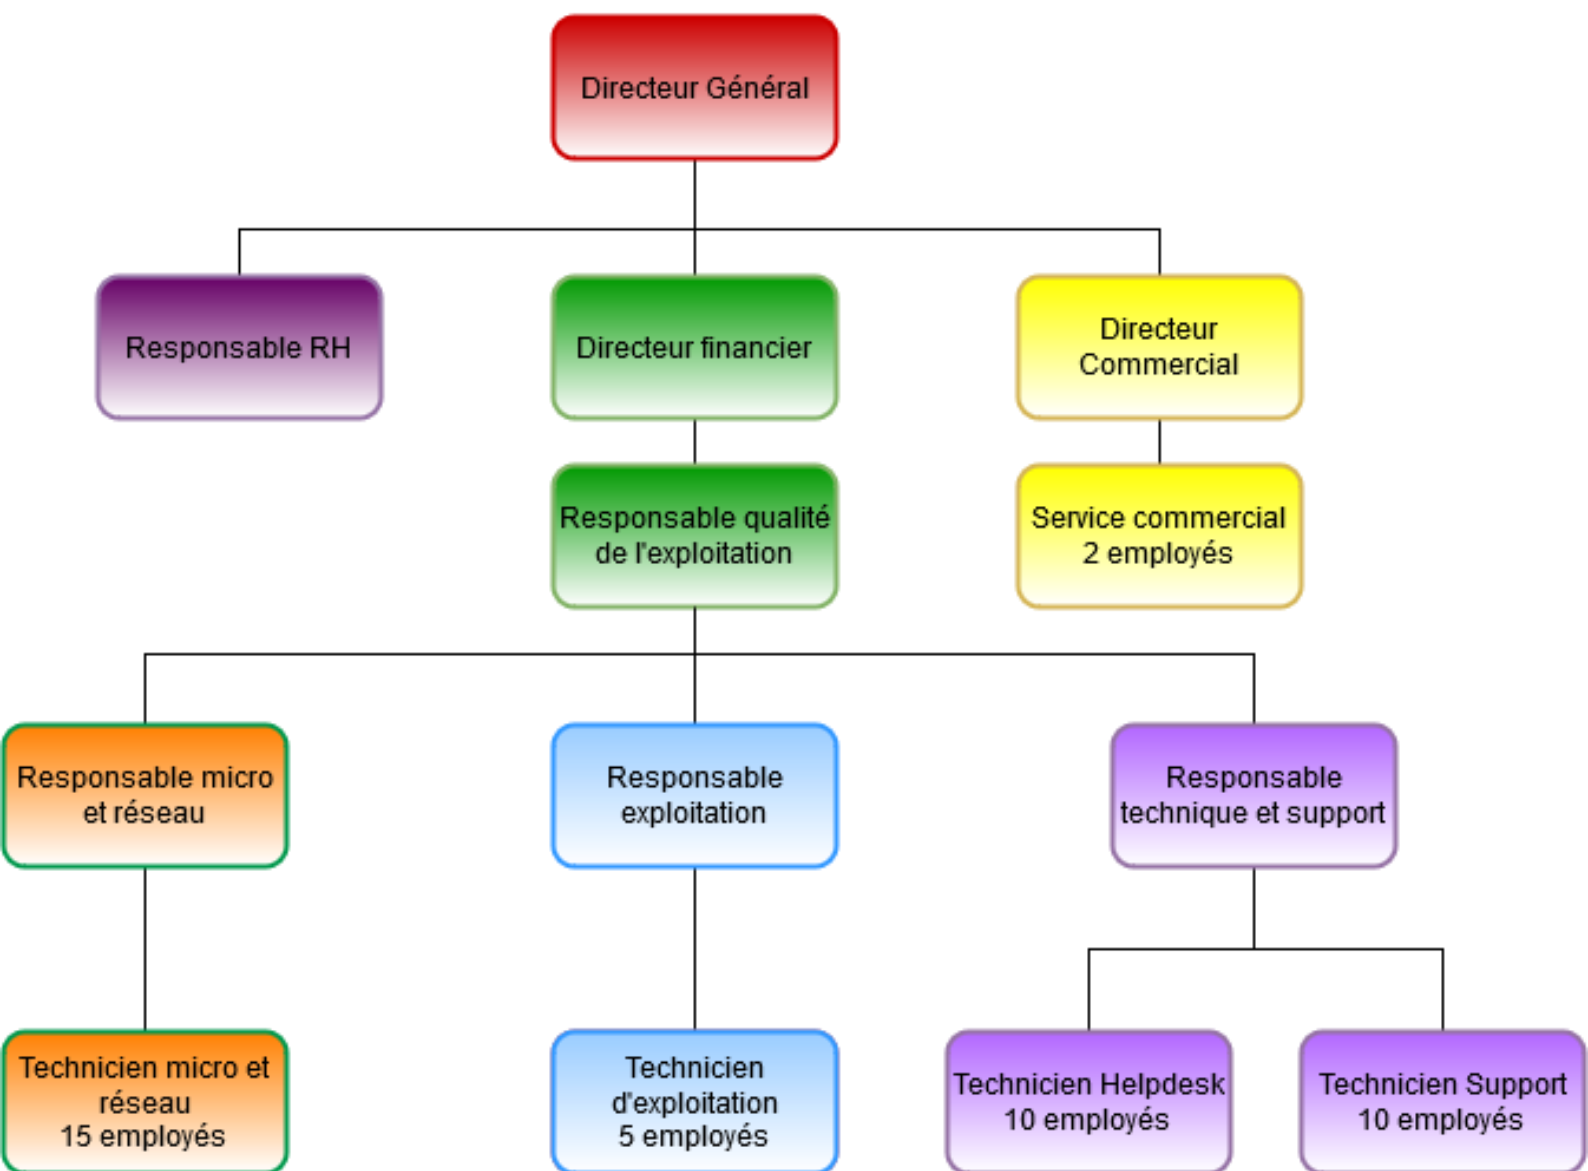 Directeur Général
Responsable RH
Directeur financier
Directeur
Commercial
Responsable qualité
de l'exploitation
Service commercial
2 employés
Responsable micro
et réseau
Responsable
exploitation
Responsable
technique et support
Technicien micro et
réseau
15 employés
Technicien
d'exploitation
5 employés
Technicien Helpdesk
10 employés
Technicien Support
10 employés